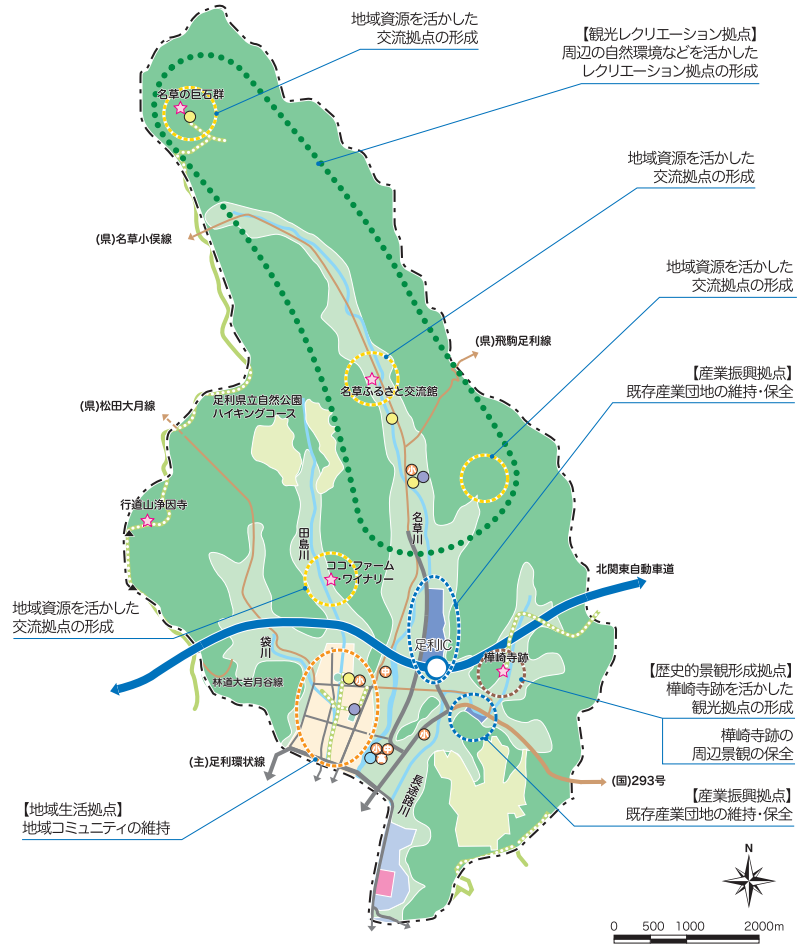 地域資源を活かした
交流拠点の形成
【観光レクリエーション拠点】
周辺の自然環境などを活かした
レクリエーション拠点の形成
名草の巨石群
地域資源を活かした
交流拠点の形成
(県)名草小俣線
地域資源を活かした
交流拠点の形成
(県)飛駒足利線
【産業振興拠点】
既存産業団地の維持・保全
名草ふるさと交流館
足利県立自然公園
ハイキングコース
(県)松田大月線
行道山浄因寺
名草川
田島川
ココ・ファーム
・ワイナリー
北関東自動車道
地域資源を活かした
交流拠点の形成
足利IC
袋川
樺崎寺跡
【歴史的景観形成拠点】
樺崎寺跡を活かした
観光拠点の形成
林道大岩月谷線
樺崎寺跡の
周辺景観の保全
(主)足利環状線
(国)293号
長途路川
【産業振興拠点】
既存産業団地の維持・保全
【地域生活拠点】
地域コミュニティの維持
N
0 500 1000 2000m